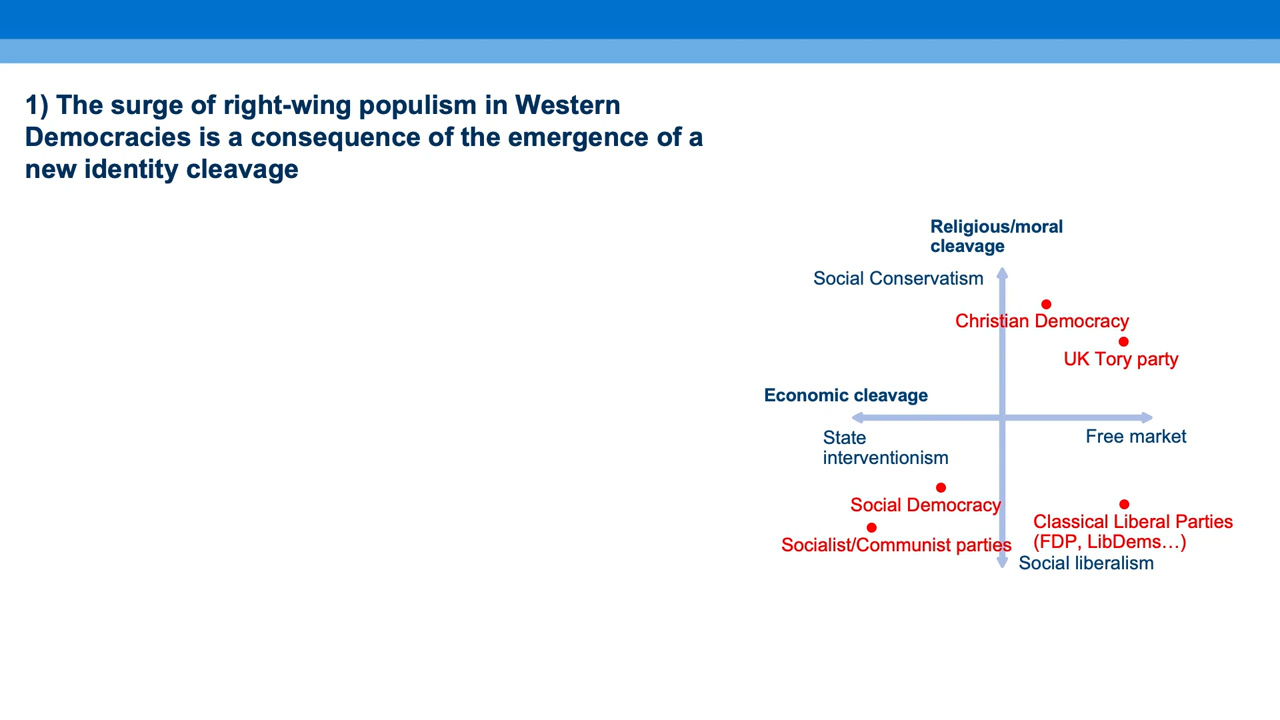 1) The surge of right-wing populism in Western
Democracies is a consequence of the emergence of a
new identity cleavage
Religious/moral
cleavage
Social Conservatism
Christian Democracy
UK Tory party
Economic cleavage
State
interventionism
Free market
Social Democracy
Socialist/Communist parties
Classical Liberal Parties
(FDP, LibDems…)
Social liberalism